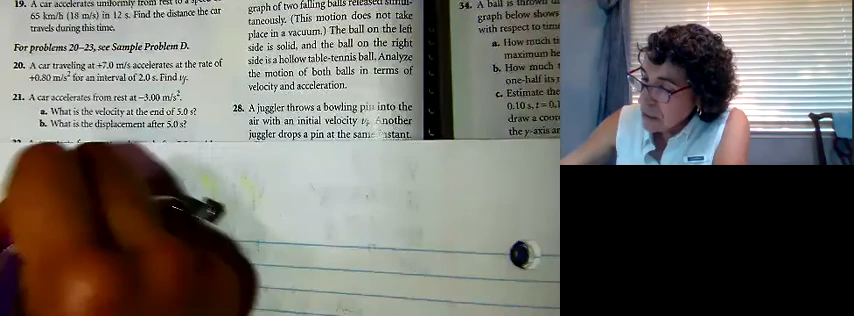 19. A car accelerates uniformly from rest to a
65 km/h (18 m/s) in 12 s. Find the distance the car
travels during this time.
For problems 20–23, see Sample Problem D.
20. A car traveling at +7.0 m/s accelerates at the rate of
+0.80 m/s² for an interval of 2.0 s. Find vf.
21. A car accelerates from rest at −3.00 m/s².
a. What is the velocity at the end of 5.0 s?
b. What is the displacement after 5.0 s?
graph of two falling balls released simul-
taneously. (This motion does not take
place in a vacuum.) The ball on the left
side is solid, and the ball on the right
side is a hollow table-tennis ball. Analyze
the motion of both balls in terms of
velocity and acceleration.
28. A juggler throws a bowling pin into the
air with an initial velocity vi. Another
juggler drops a pin at the same instant.
34. A ball is thrown
graph below shows
with respect to time
a. How much
maximum
b. How much
one-half its
c. Estimate the
0.10 s, t =
draw a
the y-axis